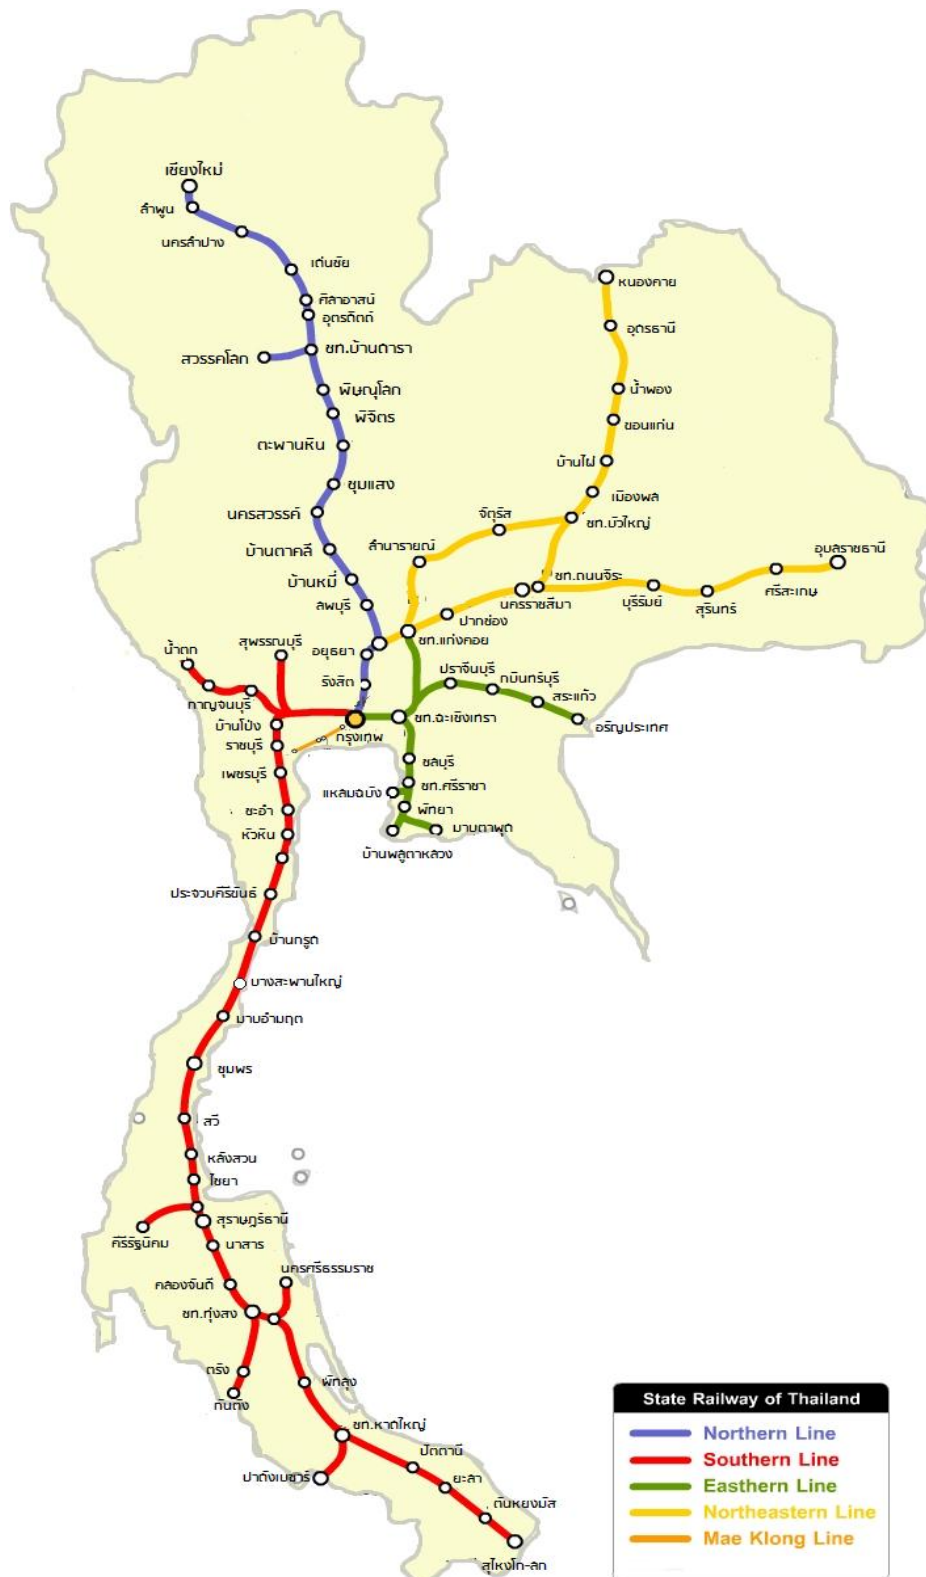 เชียงใหม่
ลำพูน
นครลำปาง
เด่นชัย
ศิลาอาสน์
อุตรดิตถ์
ชท.บ้านดารา
สวรรคโลก
พิษณุโลก
พิจิตร
ตะพานหิน
ชุมแสง
นครสวรรค์
บ้านตาคลี
บ้านหมี่
ลพบุรี
อยุธยา
รังสิต
กรุงเทพ
หนองคาย
อุดรธานี
น้ำพอง
ขอนแก่น
บ้านไผ่
เมืองพล
ชท.บัวใหญ่
จัตุรัส
ลำนารายณ์
ชท.ถนนจิระ
นครราชสีมา
ปากช่อง
ชท.แก่งคอย
บุรีรัมย์
สุรินทร์
ศรีสะเกษ
อุบลราชธานี
ปราจีนบุรี
กบินทร์บุรี
สระแก้ว
อรัญประเทศ
ชท.ฉะเชิงเทรา
ชลบุรี
ชท.ศรีราชา
แหลมฉบัง
พัทยา
มาบตาพุด
บ้านพลูตาหลวง
น้ำตก
สุพรรณบุรี
กาญจนบุรี
บ้านโป่ง
ราชบุรี
เพชรบุรี
ชะอำ
หัวหิน
ประจวบคีรีขันธ์
บ้านกรูด
บางสะพานใหญ่
มาบอำมฤต
ชุมพร
สวี
หลังสวน
ไชยา
สุราษฎร์ธานี
คีรีรัฐนิคม
นาสาร
คลองจันดี
นครศรีธรรมราช
ชท.ทุ่งสง
ตรัง
กันตัง
พัทลุง
ชท.หาดใหญ่
ปาดังเบซาร์
ปัตตานี
ยะลา
ตันหยงมัส
สุไหงโก-ลก
State Railway of Thailand
Northern Line
Southern Line
Easthern Line
Northeastern Line
Mae Klong Line